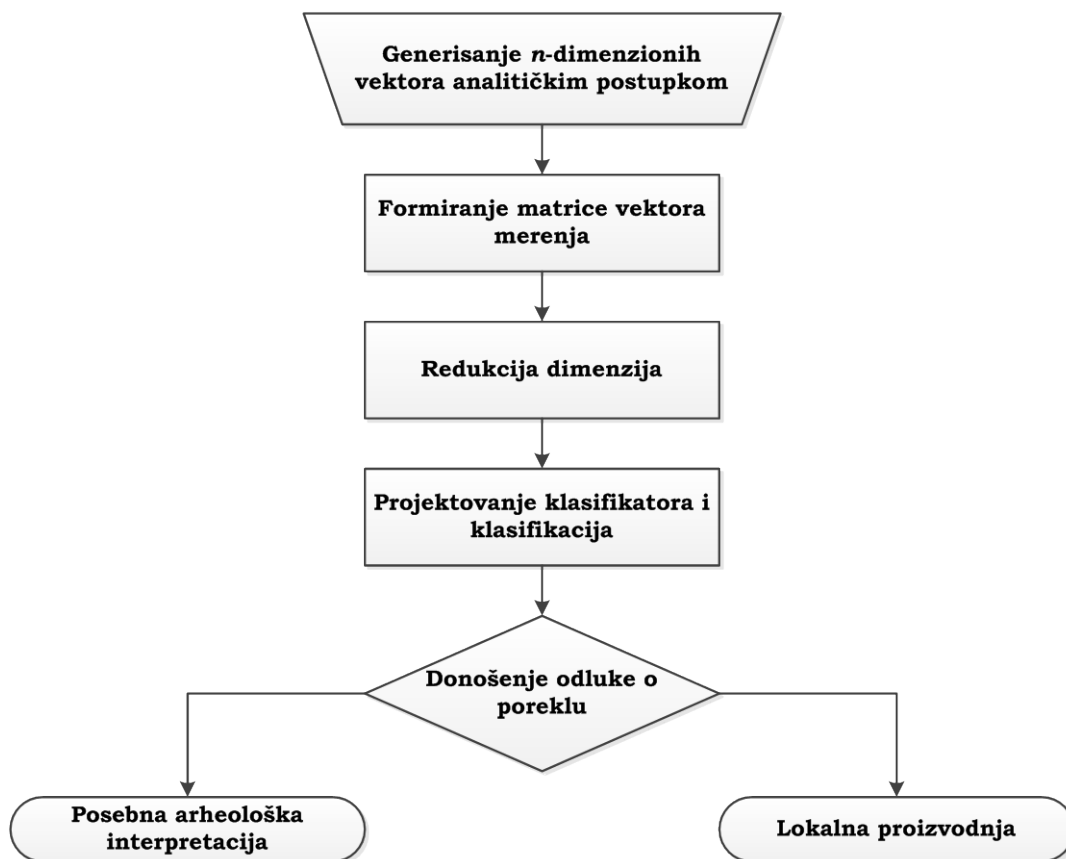 Generisanje n-dimenzionih
vektora analitičkim postupkom
Formiranje matrice vektora
merenja
Redukcija dimenzija
Projektovanje klasifikatora i
klasifikacija
Donošenje odluke o
poreklu
Posebna arheološka
interpretacija
Lokalna proizvodnja